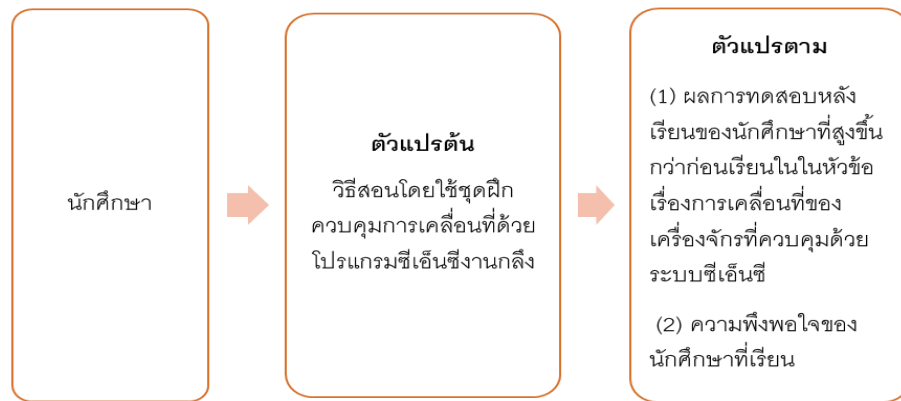 นักศึกษา
ตัวแปรต้น
วิธีสอนโดยใช้ชุดฝึก
ควบคุมการเคลื่อนที่ด้วย
โปรแกรมซีเอ็นซีงานกลึง
ตัวแปรตาม
(1) ผลการทดสอบหลัง
เรียนของนักศึกษาที่สูงขึ้น
กว่าก่อนเรียนในในหัวข้อ
เรื่องการเคลื่อนที่ของ
เครื่องจักรที่ควบคุมด้วย
ระบบซีเอ็นซี
(2) ความพึงพอใจของ
นักศึกษาที่เรียน